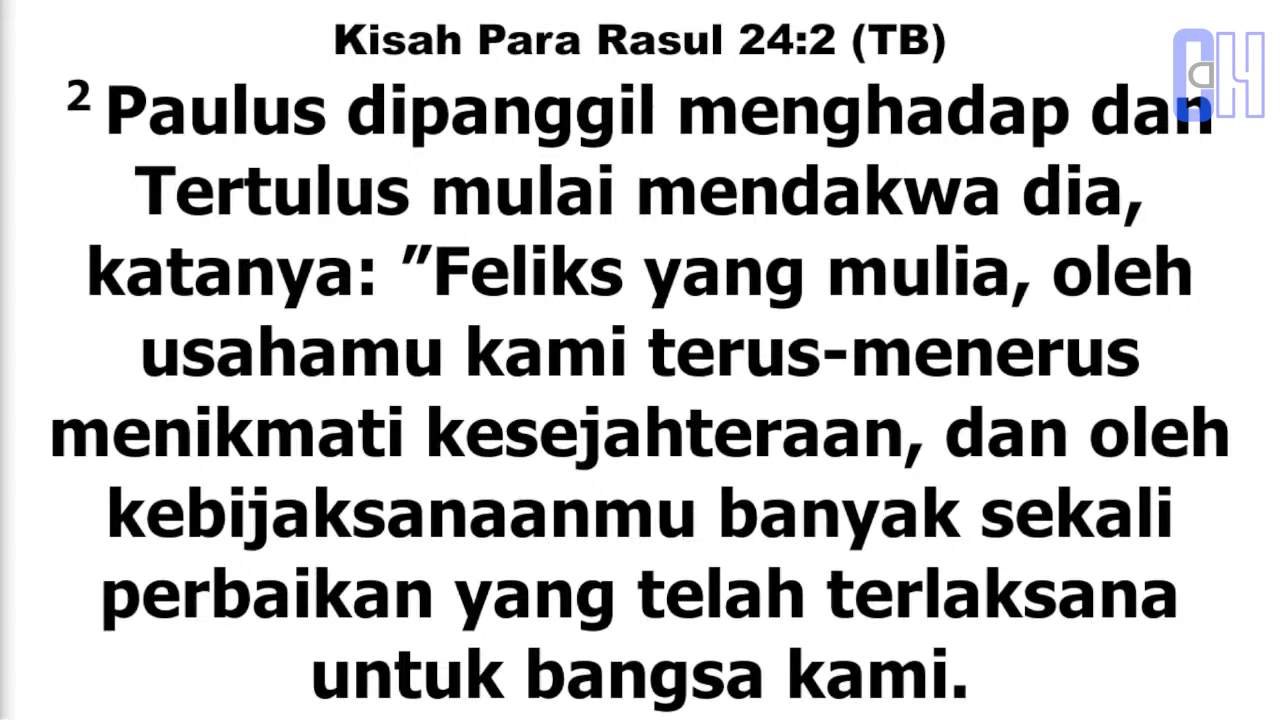 Kisah Para Rasul 24:2 (TB)
2 Paulus dipanggil menghadap dan
Tertulus mulai mendakwa dia,
katanya: ”Feliks yang mulia, oleh
usahamu kami terus-menerus
menikmati kesejahteraan, dan oleh
kebijaksanaanmu banyak sekali
perbaikan yang telah terlaksana
untuk bangsa kami.